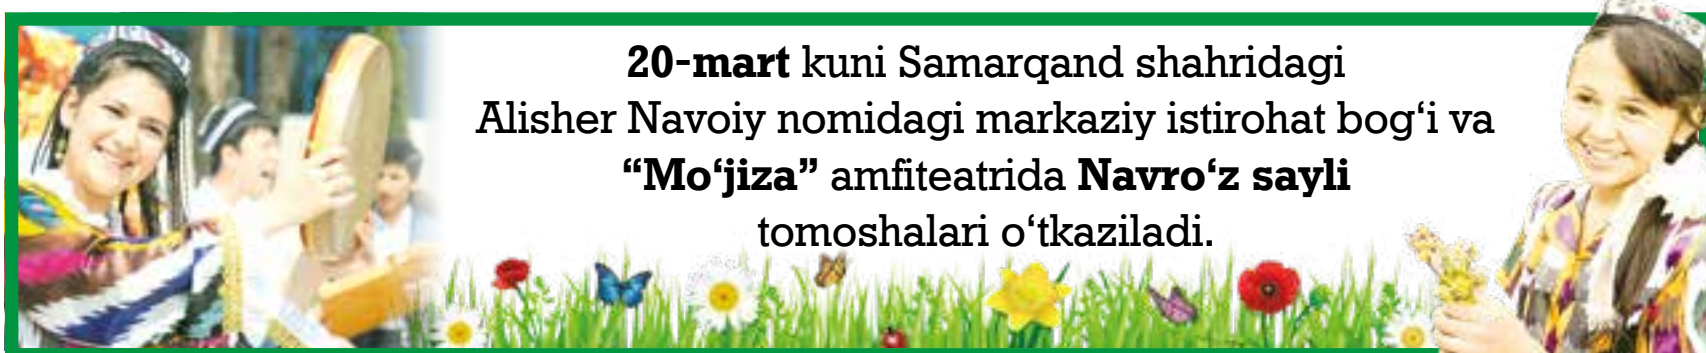 20-mart kuni Samarqand shahridagi
Alisher Navoiy nomidagi markaziy istirohat bog‘i va
“Mo‘jiza” amfiteatrida Navro‘z sayli
tomoshalari o‘tkaziladi.